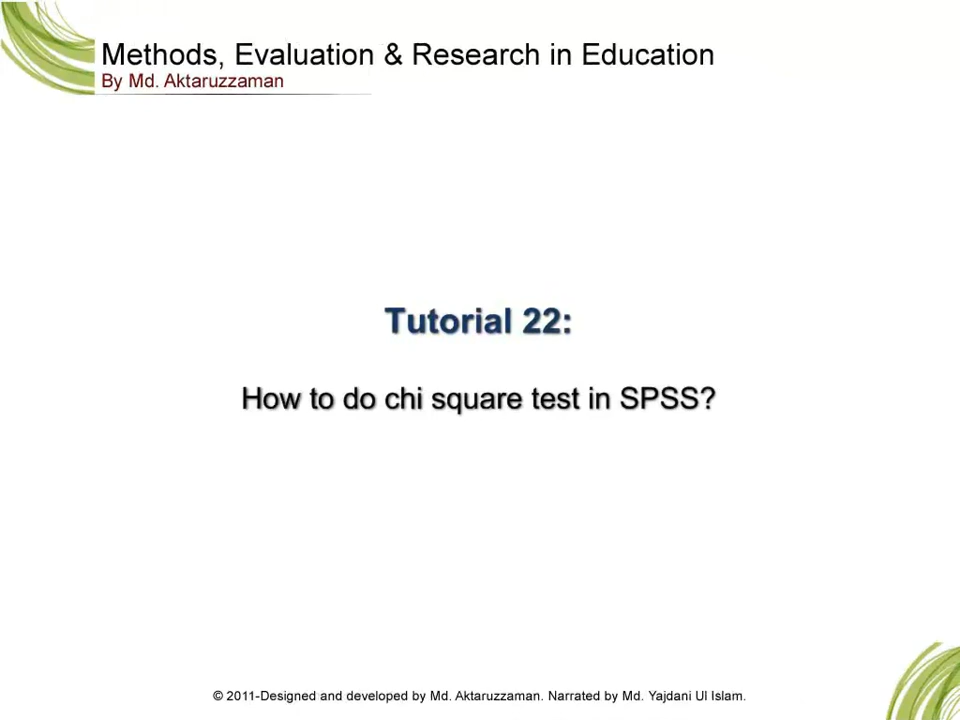 Methods, Evaluation & Research in Education
By Md. Aktaruzzaman
Tutorial 22:
How to do chi square test in SPSS?
© 2011-Designed and developed by Md. Aktaruzzaman. Narrated by Md. Yajdani Ul Islam.